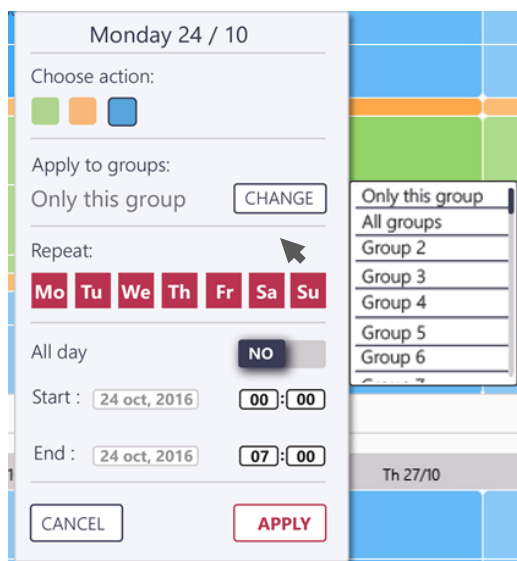 Monday 24 / 10
Choose action:
Apply to groups:
Only this group CHANGE
Repeat:
Mo Tu We Th Fr Sa Su
All day NO
Start : 24 oct, 2016 00 : 00
End : 24 oct, 2016 07 : 00
CANCEL APPLY
Only this group
All groups
Group 2
Group 3
Group 4
Group 5
Group 6
Th 27/10